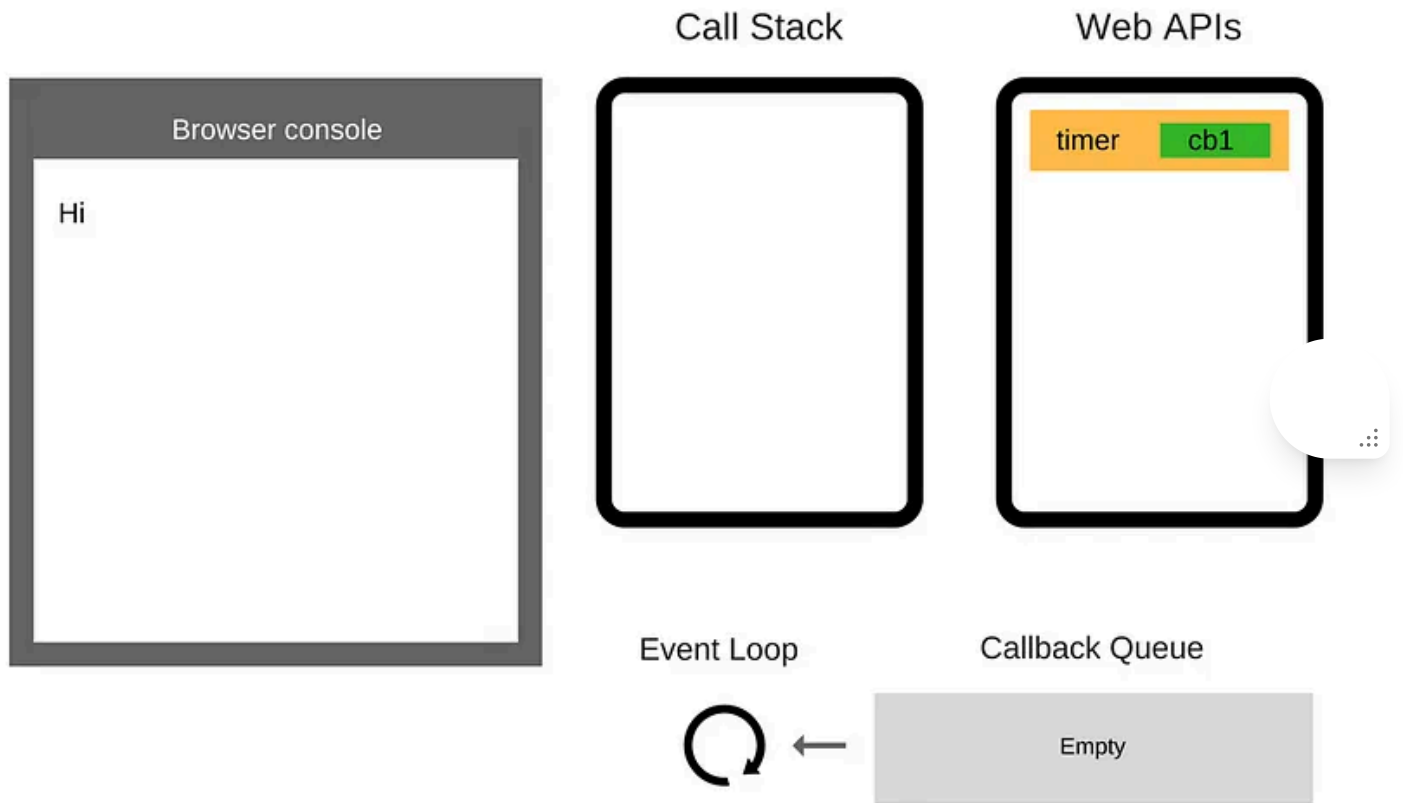 Call Stack
Web APIs
Browser console
timer
cb1
Hi
Event Loop
Callback Queue
Empty